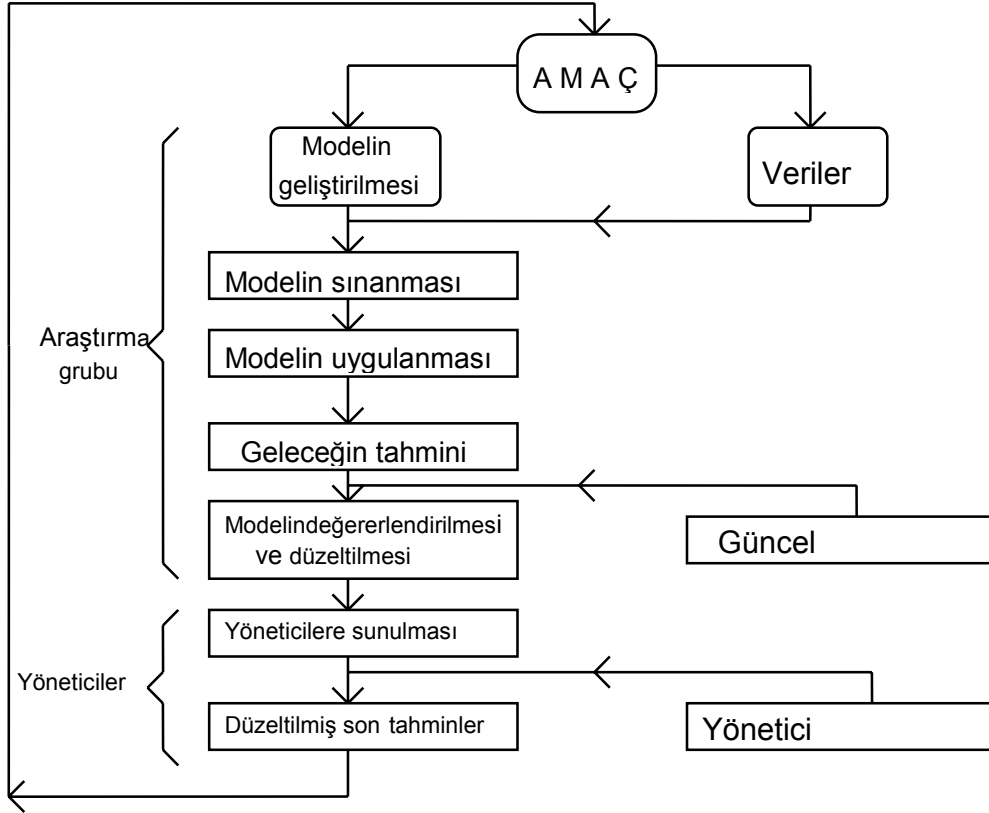 A M A Ç
Modelin
geliştirilmesi
Veriler
Modelin sınanması
Araştırma
grubu
Modelin uygulanması
Geleceğin tahmini
Modelindeğererlendirilmesi
ve düzeltilmesi
Güncel
Yöneticilere sunulması
Yöneticiler
Düzeltilmiş son tahminler
Yönetici